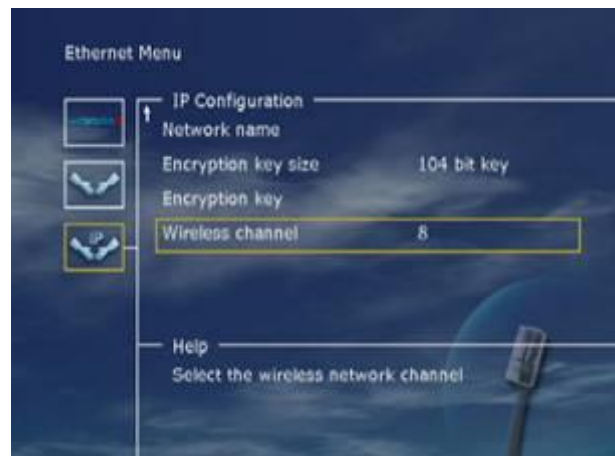 Ethernet Menu
IP Configuration
Network name
Encryption key size 104 bit key
Encryption key
IP
Wireless channel 8
Help
Select the wireless network channel